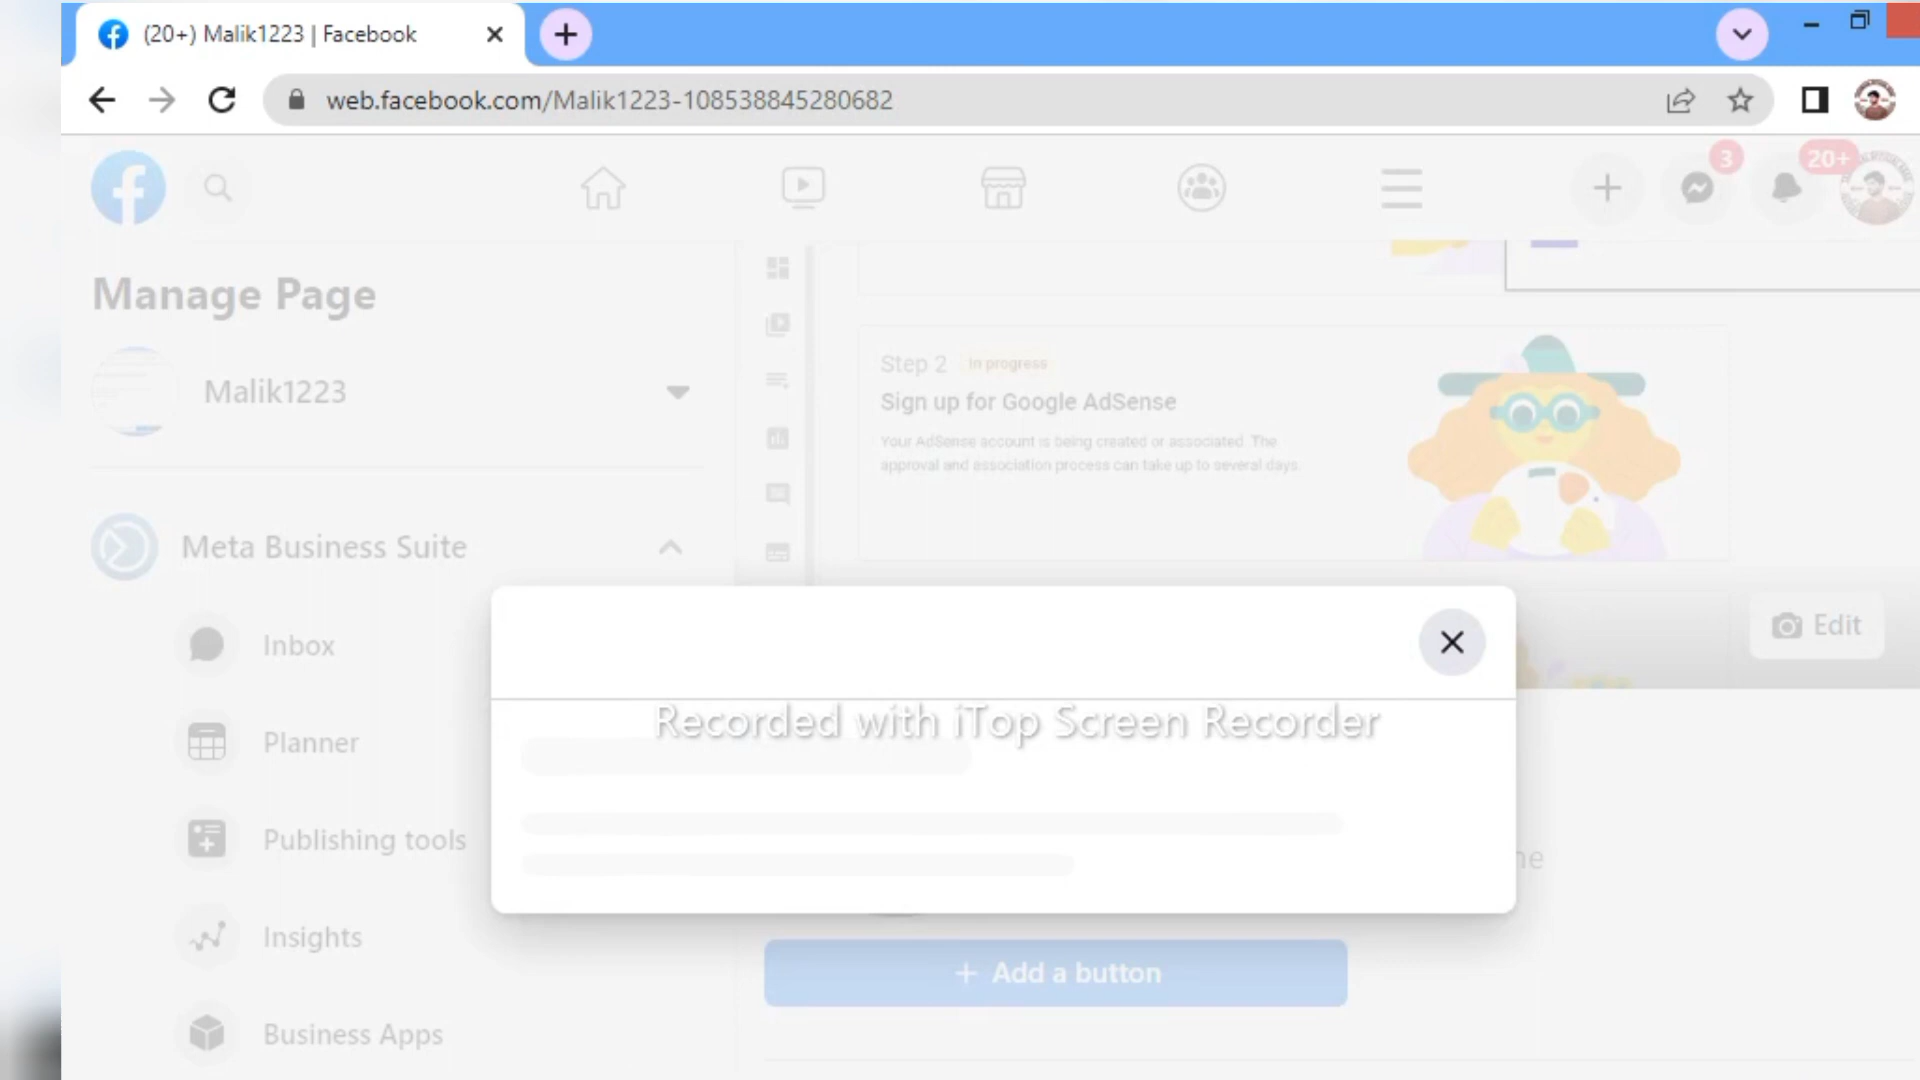 (20+) Malik1223 | Facebook
web.facebook.com/Malik1223-108538845280682
3
20+
Manage Page
Malik1223
Meta Business Suite
Inbox
Planner
Publishing tools
Insights
Business Apps
Step 2 In progress
Sign up for Google AdSense
Your AdSense account is being created or associated. The
approval and association process can take up to several days.
Edit
Recorded with iTop Screen Recorder
+ Add a button